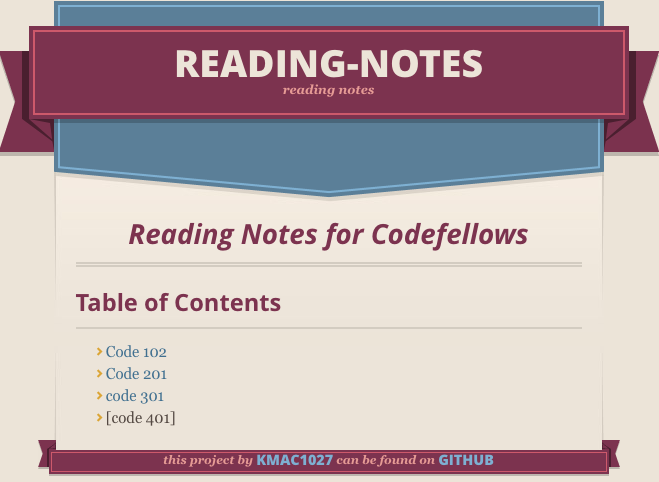 READING-NOTES
reading notes
Reading Notes for Codefellows
Table of Contents
Code 102
Code 201
code 301
[code 401]
this project by KMAC1027 can be found on GITHUB